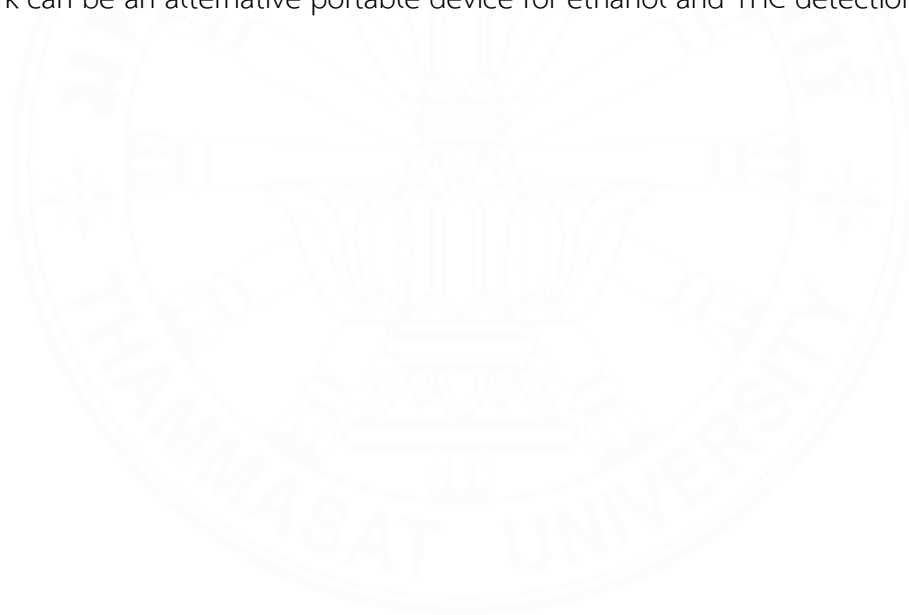 k can be an alternative portable device for ethanol and THC detection
THAMMASAT UNIVERSITY